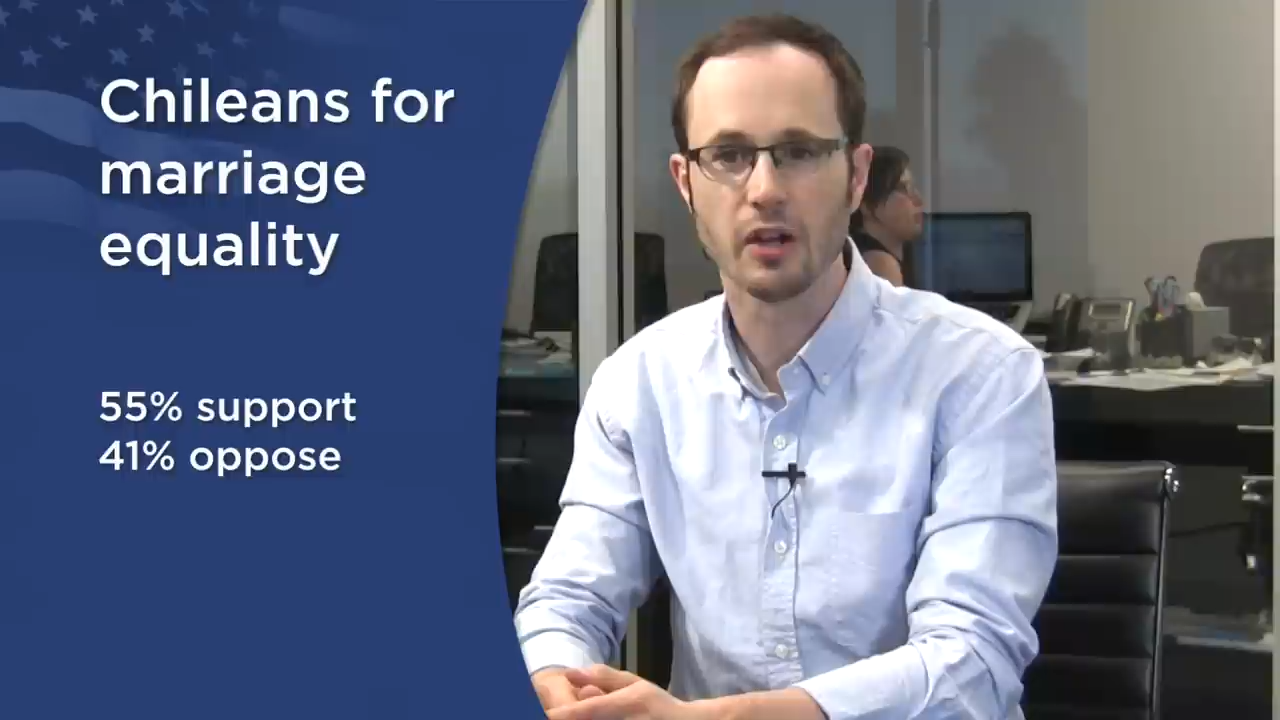 Chileans for
marriage
equality
55% support
41% oppose